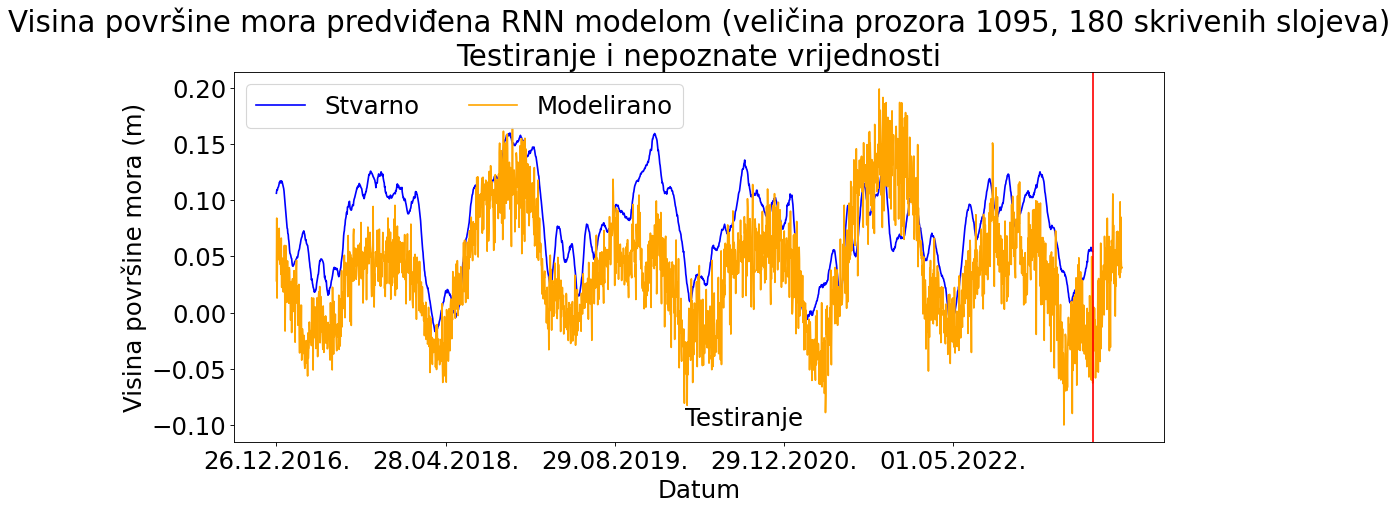 Visina površine mora predviđena RNN modelom (veličina prozora 1095, 180 skrivenih slojeva)
Testiranje i nepoznate vrijednosti
Stvarno
Modelirano
Visina površine mora (m)
0.20
0.15
0.10
0.05
0.00
−0.05
−0.10
Testiranje
26.12.2016.
28.04.2018.
29.08.2019.
29.12.2020.
01.05.2022.
Datum